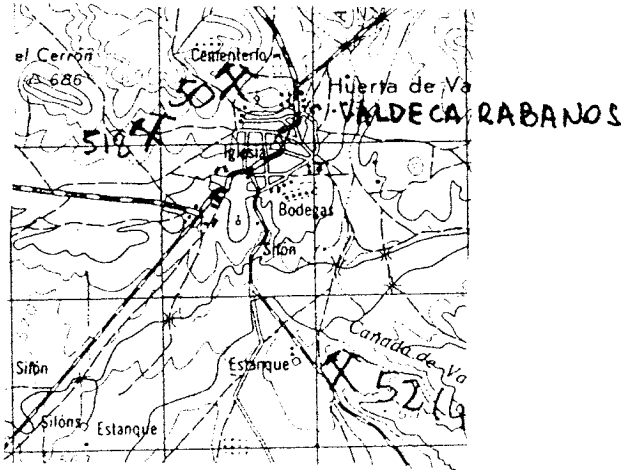 el Cerrón
686
Cementerio
50
Huerta de Va
VALDECARABANOS
518
Iglesia
Bodegas
Sifón
Cañada de Va
Sifón
Estanque
Sifóns
Estanque